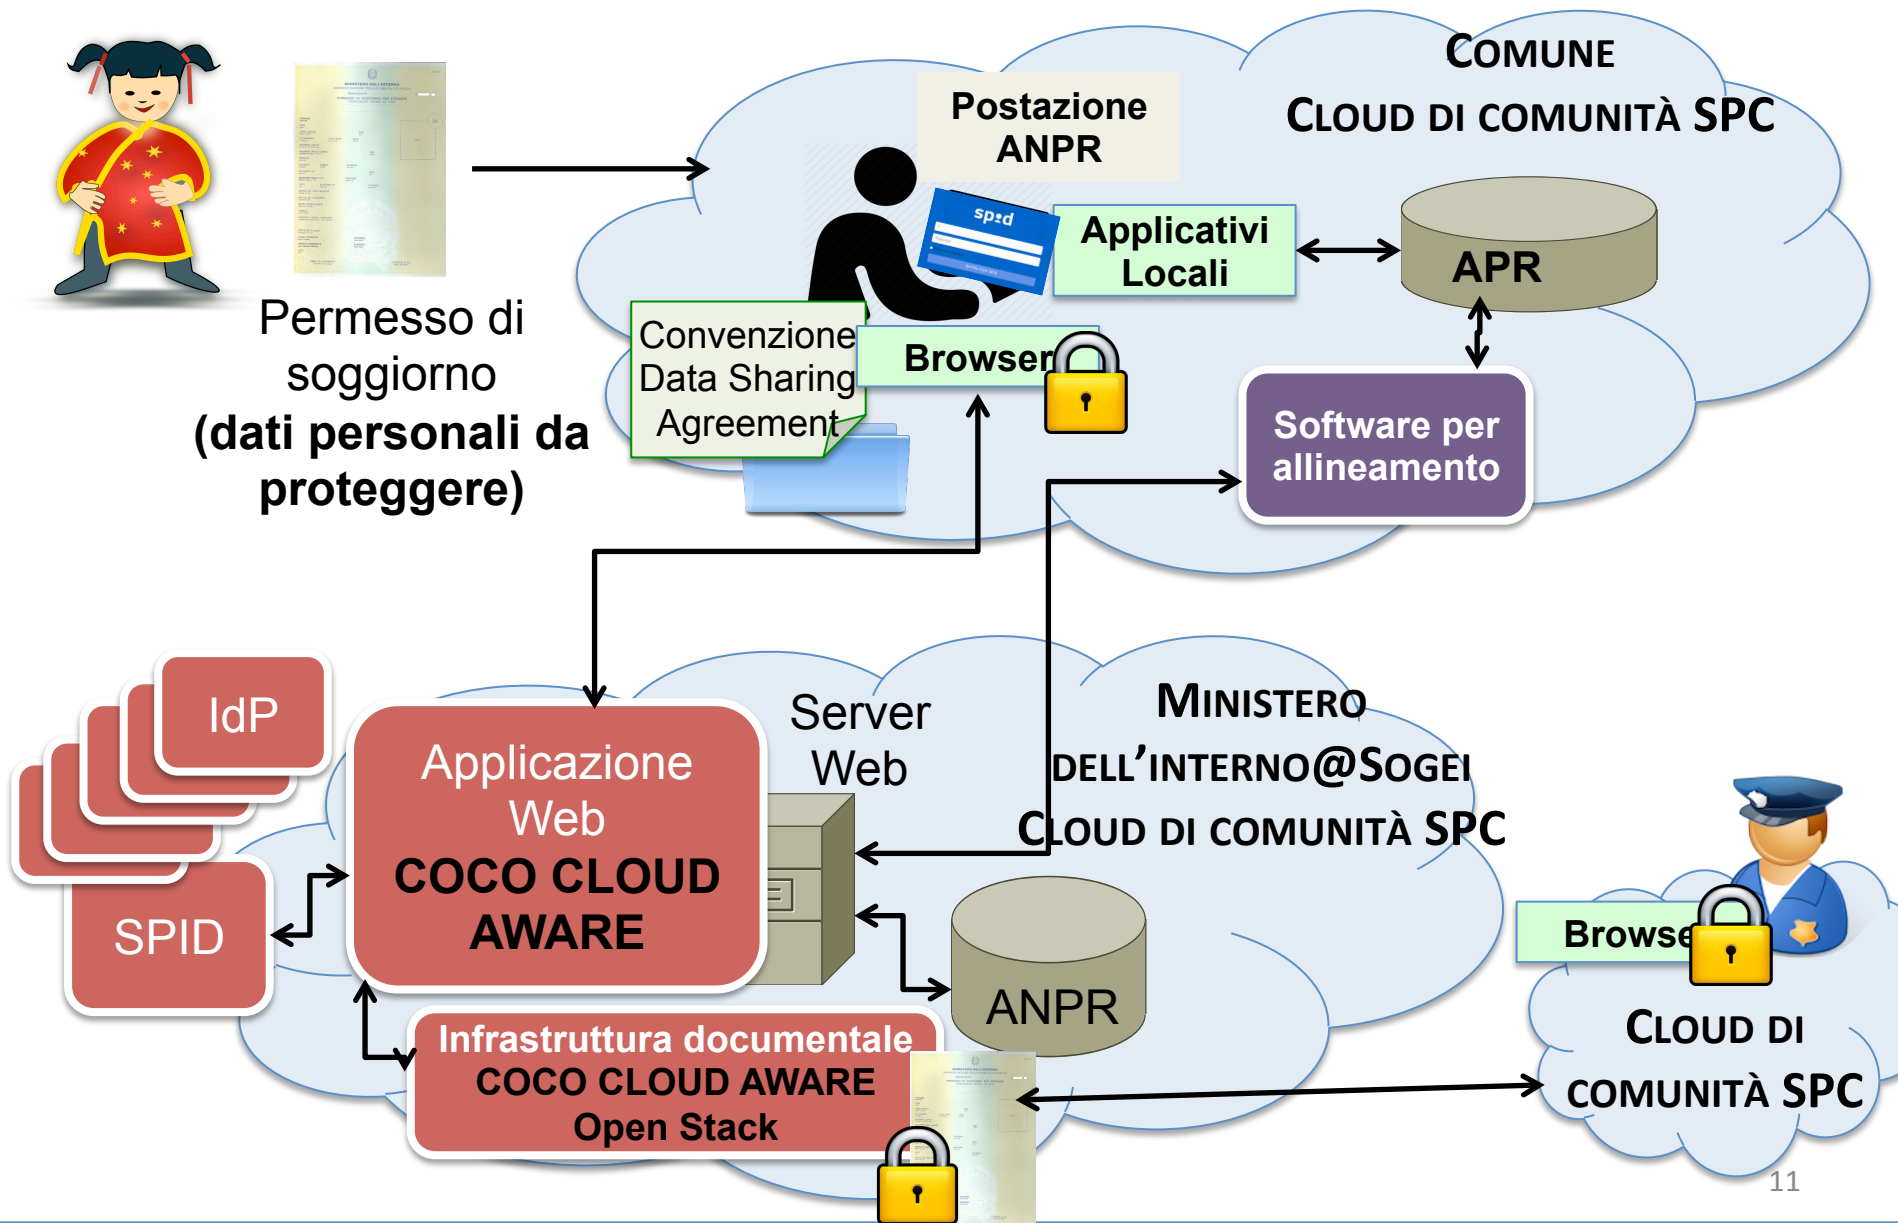 COMUNE
CLOUD DI COMUNITÀ SPC
Postazione
ANPR
MINISTERO DELL'INTERNO
spid
Applicativi
Locali
APR
Permesso di
soggiorno
(dati personali da
proteggere)
Convenzione
Data Sharing
Agreement
Browser
Software per
allineamento
IdP
SPID
Applicazione
Web
COCO CLOUD
AWARE
Server
Web
MINISTERO
DELL'INTERNO@SOGEI
CLOUD DI COMUNITÀ SPC
ANPR
Infrastruttura documentale
COCO CLOUD AWARE
Open Stack
Browse
CLOUD DI
COMUNITÀ SPC
11